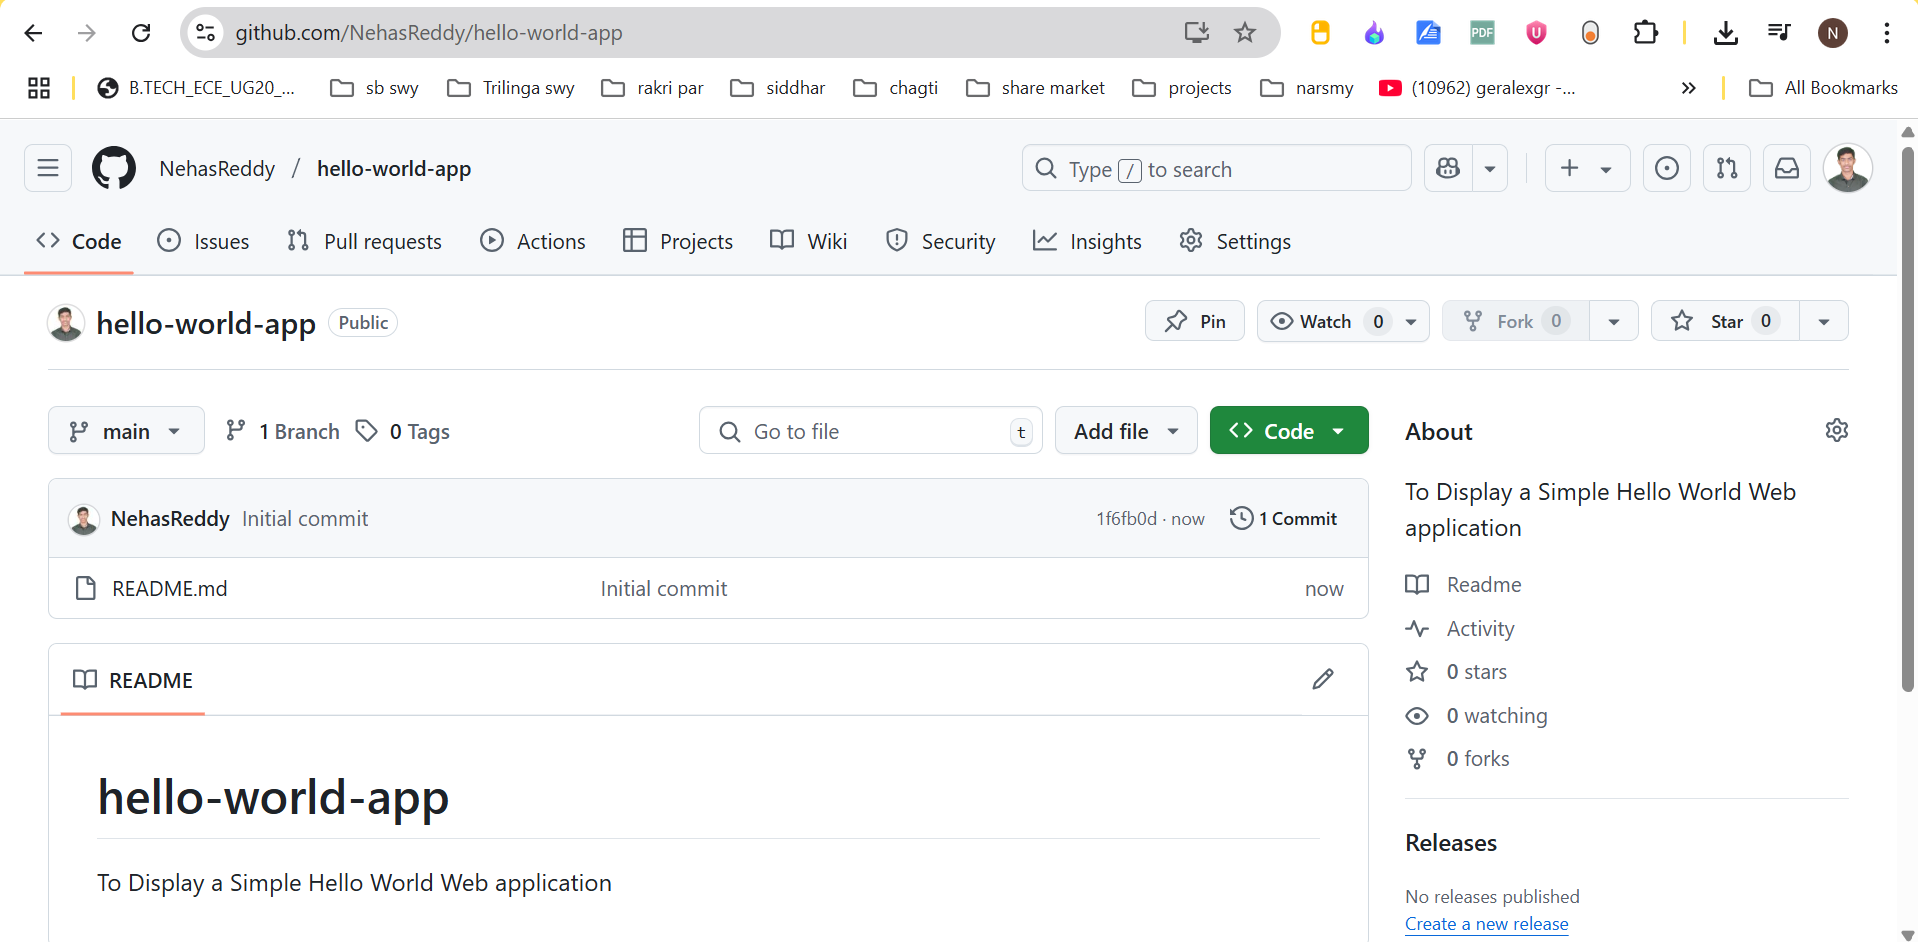 github.com/NehasReddy/hello-world-app
PDF
U
N
B.TECH_ECE_UG20_...
sb swy
Trilinga swy
rakri par
siddhar
chagti
share market
projects
narsmy
(10962) geralexgr -...
All Bookmarks
NehasReddy / hello-world-app
Type / to search
Code
Issues
Pull requests
Actions
Projects
Wiki
Security
Insights
Settings
hello-world-app
Public
Pin
Watch 0
Fork 0
Star 0
main
1 Branch
0 Tags
Go to file
t
Add file
Code
NehasReddy Initial commit
1f6fb0d · now
1 Commit
README.md
Initial commit
now
README
hello-world-app
To Display a Simple Hello World Web application
About
To Display a Simple Hello World Web
application
Readme
Activity
0 stars
0 watching
0 forks
Releases
No releases published
Create a new release